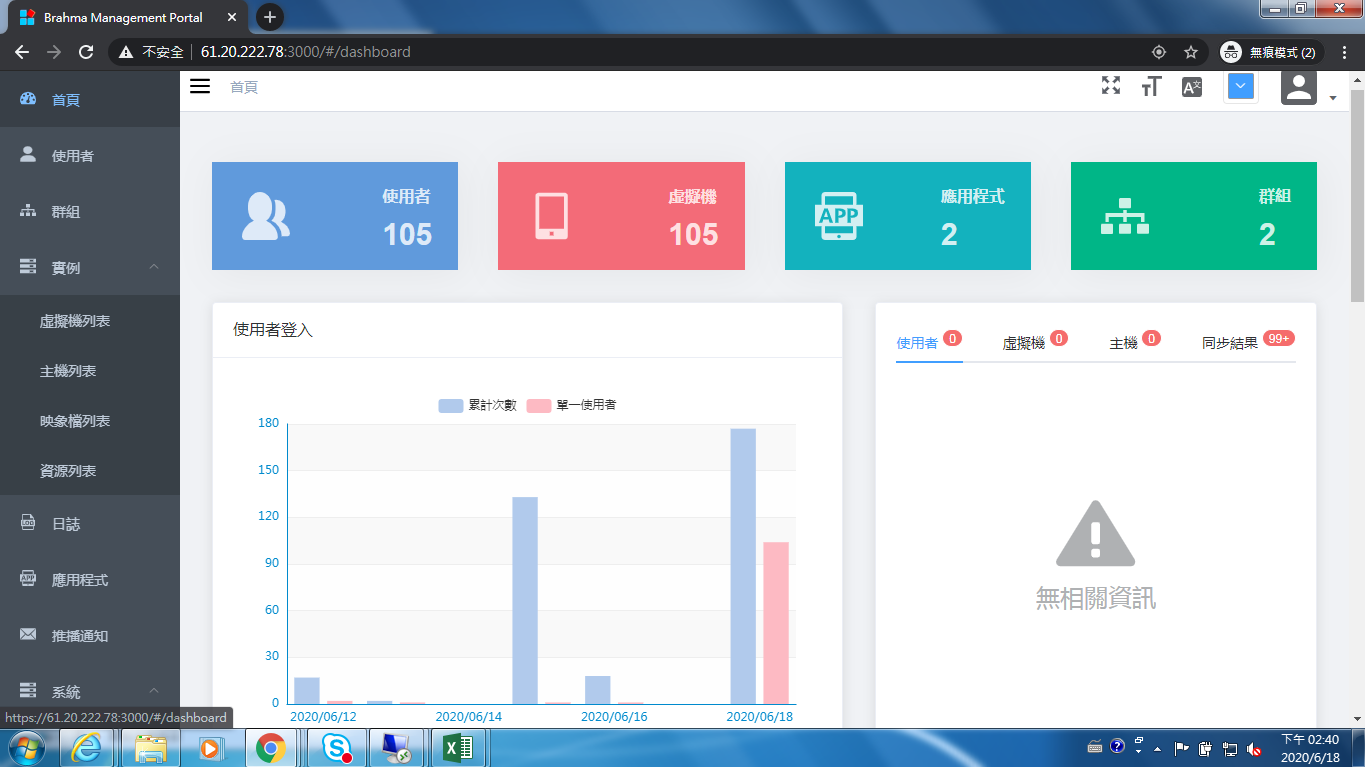 Brahma Management Portal
不安全 61.20.222.78:3000/#/dashboard
無痕模式 (2)
首頁
使用者
群組
實例
虛擬機列表
主機列表
映象檔列表
資源列表
日誌
應用程式
推播通知
系統
https://61.20.222.78:3000/#/dashboard
首頁
使用者
105
虛擬機
105
APP
應用程式
2
群組
2
使用者登入
累計次數 單一使用者
180
150
120
90
60
30
0
2020/06/12 2020/06/14 2020/06/16 2020/06/18
使用者 0 虛擬機 0 主機 0 同步結果 99+
無相關資訊
下午 02:40
2020/6/18